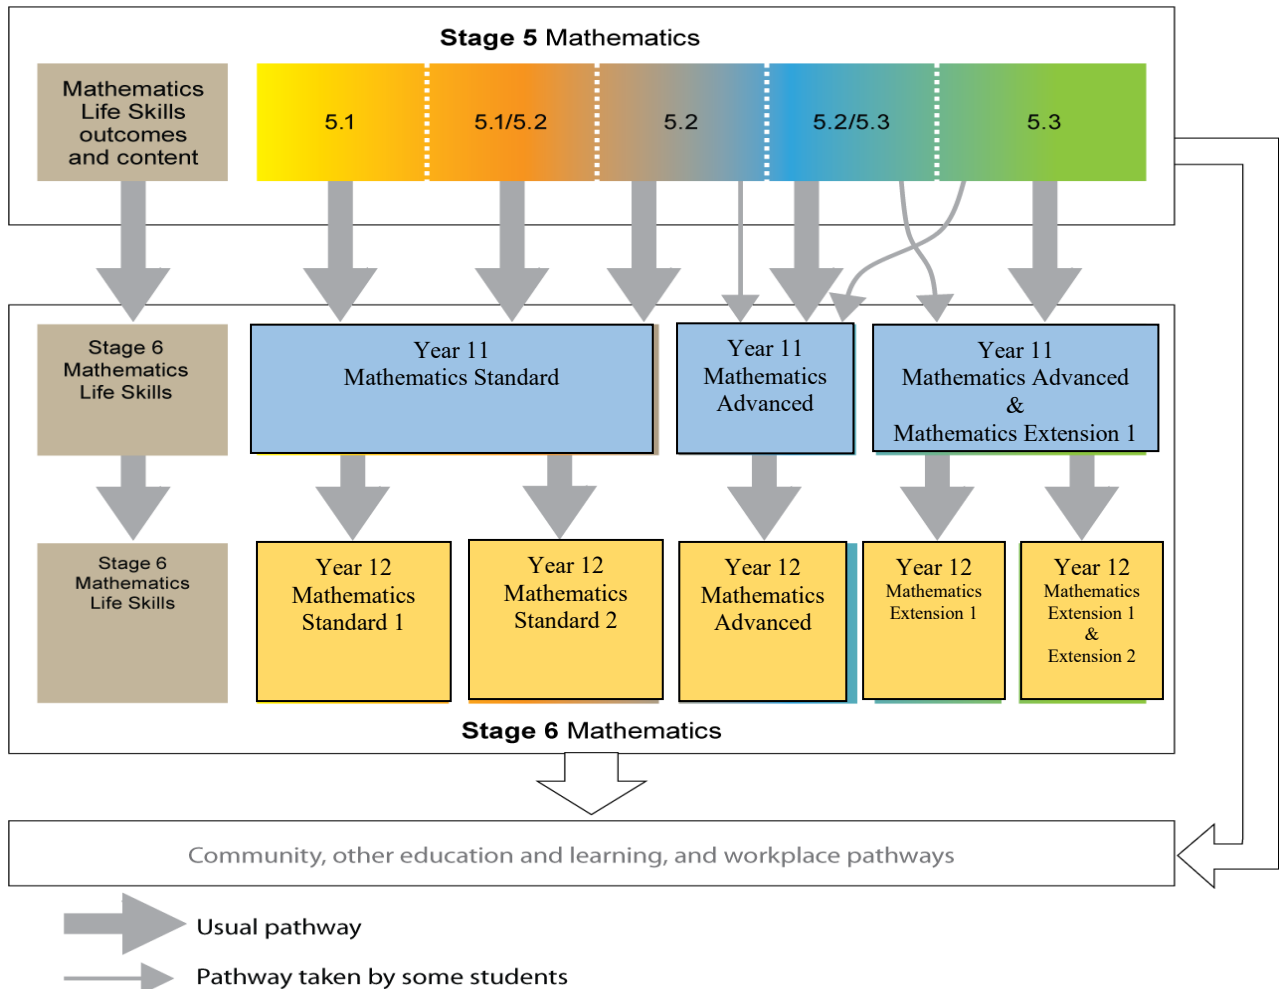 Stage 5 Mathematics
Mathematics
Life Skills
outcomes
and content
5.1
5.1/5.2
5.2
5.2/5.3
5.3
Stage 6
Mathematics
Life Skills
Year 11
Mathematics Standard
Year 11
Mathematics
Advanced
Year 11
Mathematics Advanced
&
Mathematics Extension 1
Stage 6
Mathematics
Life Skills
Year 12
Mathematics
Standard 1
Year 12
Mathematics
Standard 2
Year 12
Mathematics
Advanced
Year 12
Mathematics
Extension 1
Year 12
Mathematics
Extension 1
&
Extension 2
Stage 6 Mathematics
Community, other education and learning, and workplace pathways
Usual pathway
Pathway taken by some students